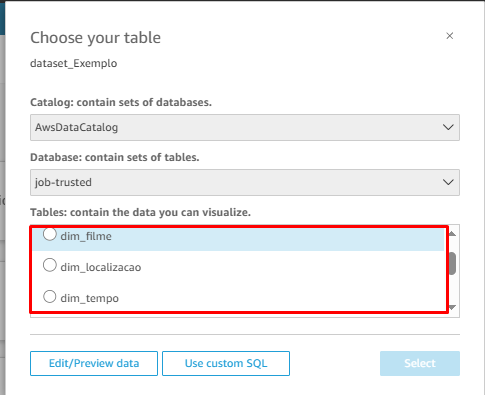 Choose your table
dataset_Exemplo
Catalog: contain sets of databases.
AwsDataCatalog
Database: contain sets of tables.
job-trusted
Tables: contain the data you can visualize.
dim_filme
dim_localizacao
dim_tempo
Edit/Preview data
Use custom SQL
Select